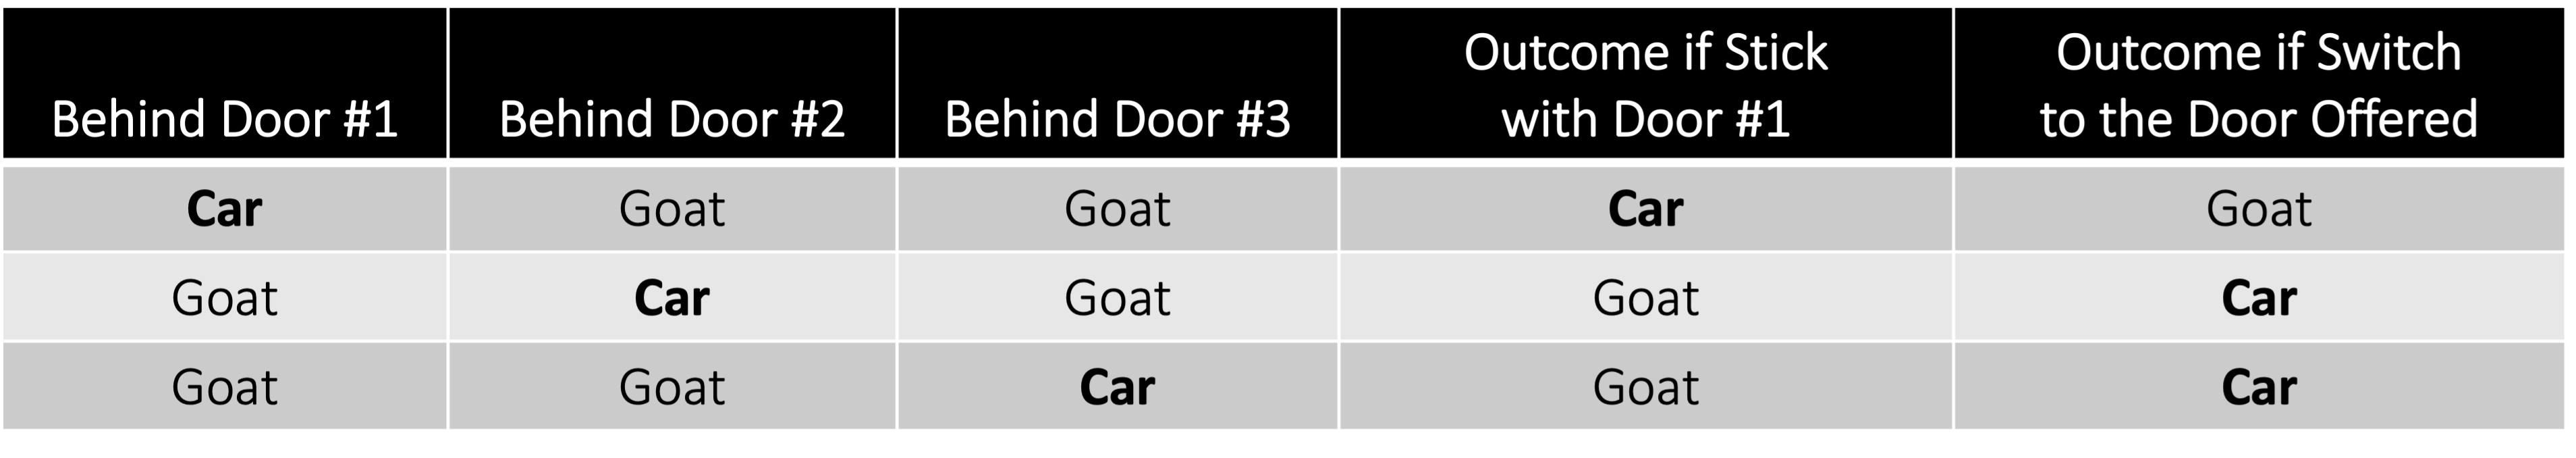 Behind Door #1
Behind Door #2
Behind Door #3
Outcome if Stick
with Door #1
Outcome if Switch
to the Door Offered
Car Goat Goat Car Goat
Goat Car Goat Goat Car
Goat Goat Car Goat Car